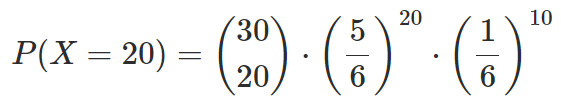 P(X = 20) = \binom{30}{20} \cdot \left(\frac{5}{6}\right)^{20} \cdot \left(\frac{1}{6}\right)^{10}